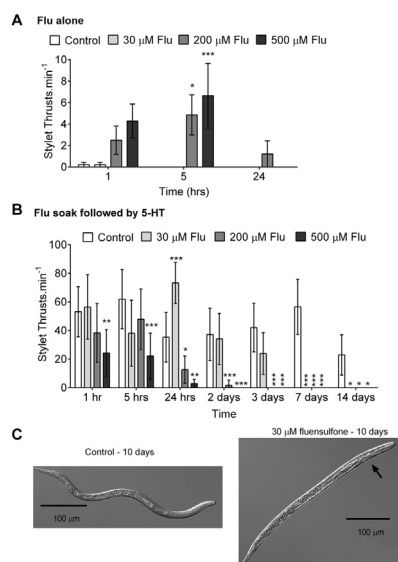 A
Flu alone
Control 30 μM Flu 200 μM Flu 500 μM Flu
Stylet Thrusts.min-1
10
8
6
4
2
0
*
***
1 5 24
Time (hrs)
B
Flu soak followed by 5-HT
Control 30 μM Flu 200 μM Flu 500 μM Flu
Stylet Thrusts.min-1
100
80
60
40
20
0
**
***
***
*
**
***
***
***
***
***
***
***
* * *
1 hr 5 hrs 24 hrs 2 days 3 days 7 days 14 days
Time
C
Control - 10 days
100 μm
30 μM fluensulfone - 10 days
100 μm